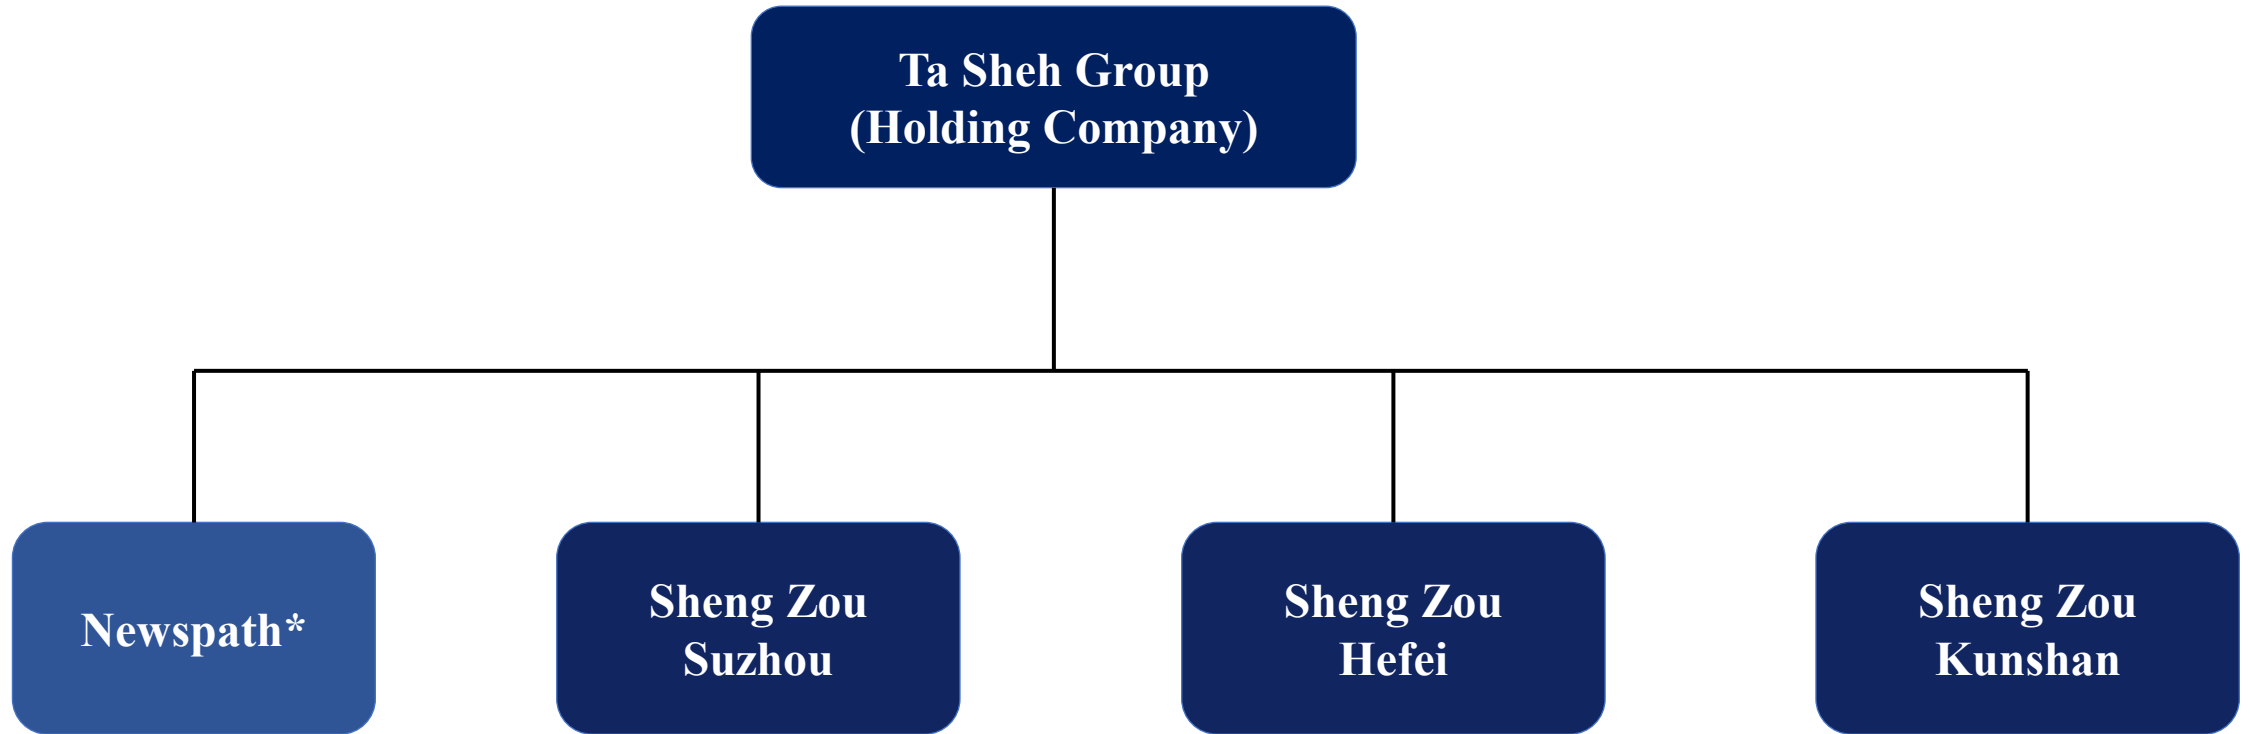 Ta Sheh Group
(Holding Company)
Newspath*
Sheng Zou
Suzhou
Sheng Zou
Hefei
Sheng Zou
Kunshan